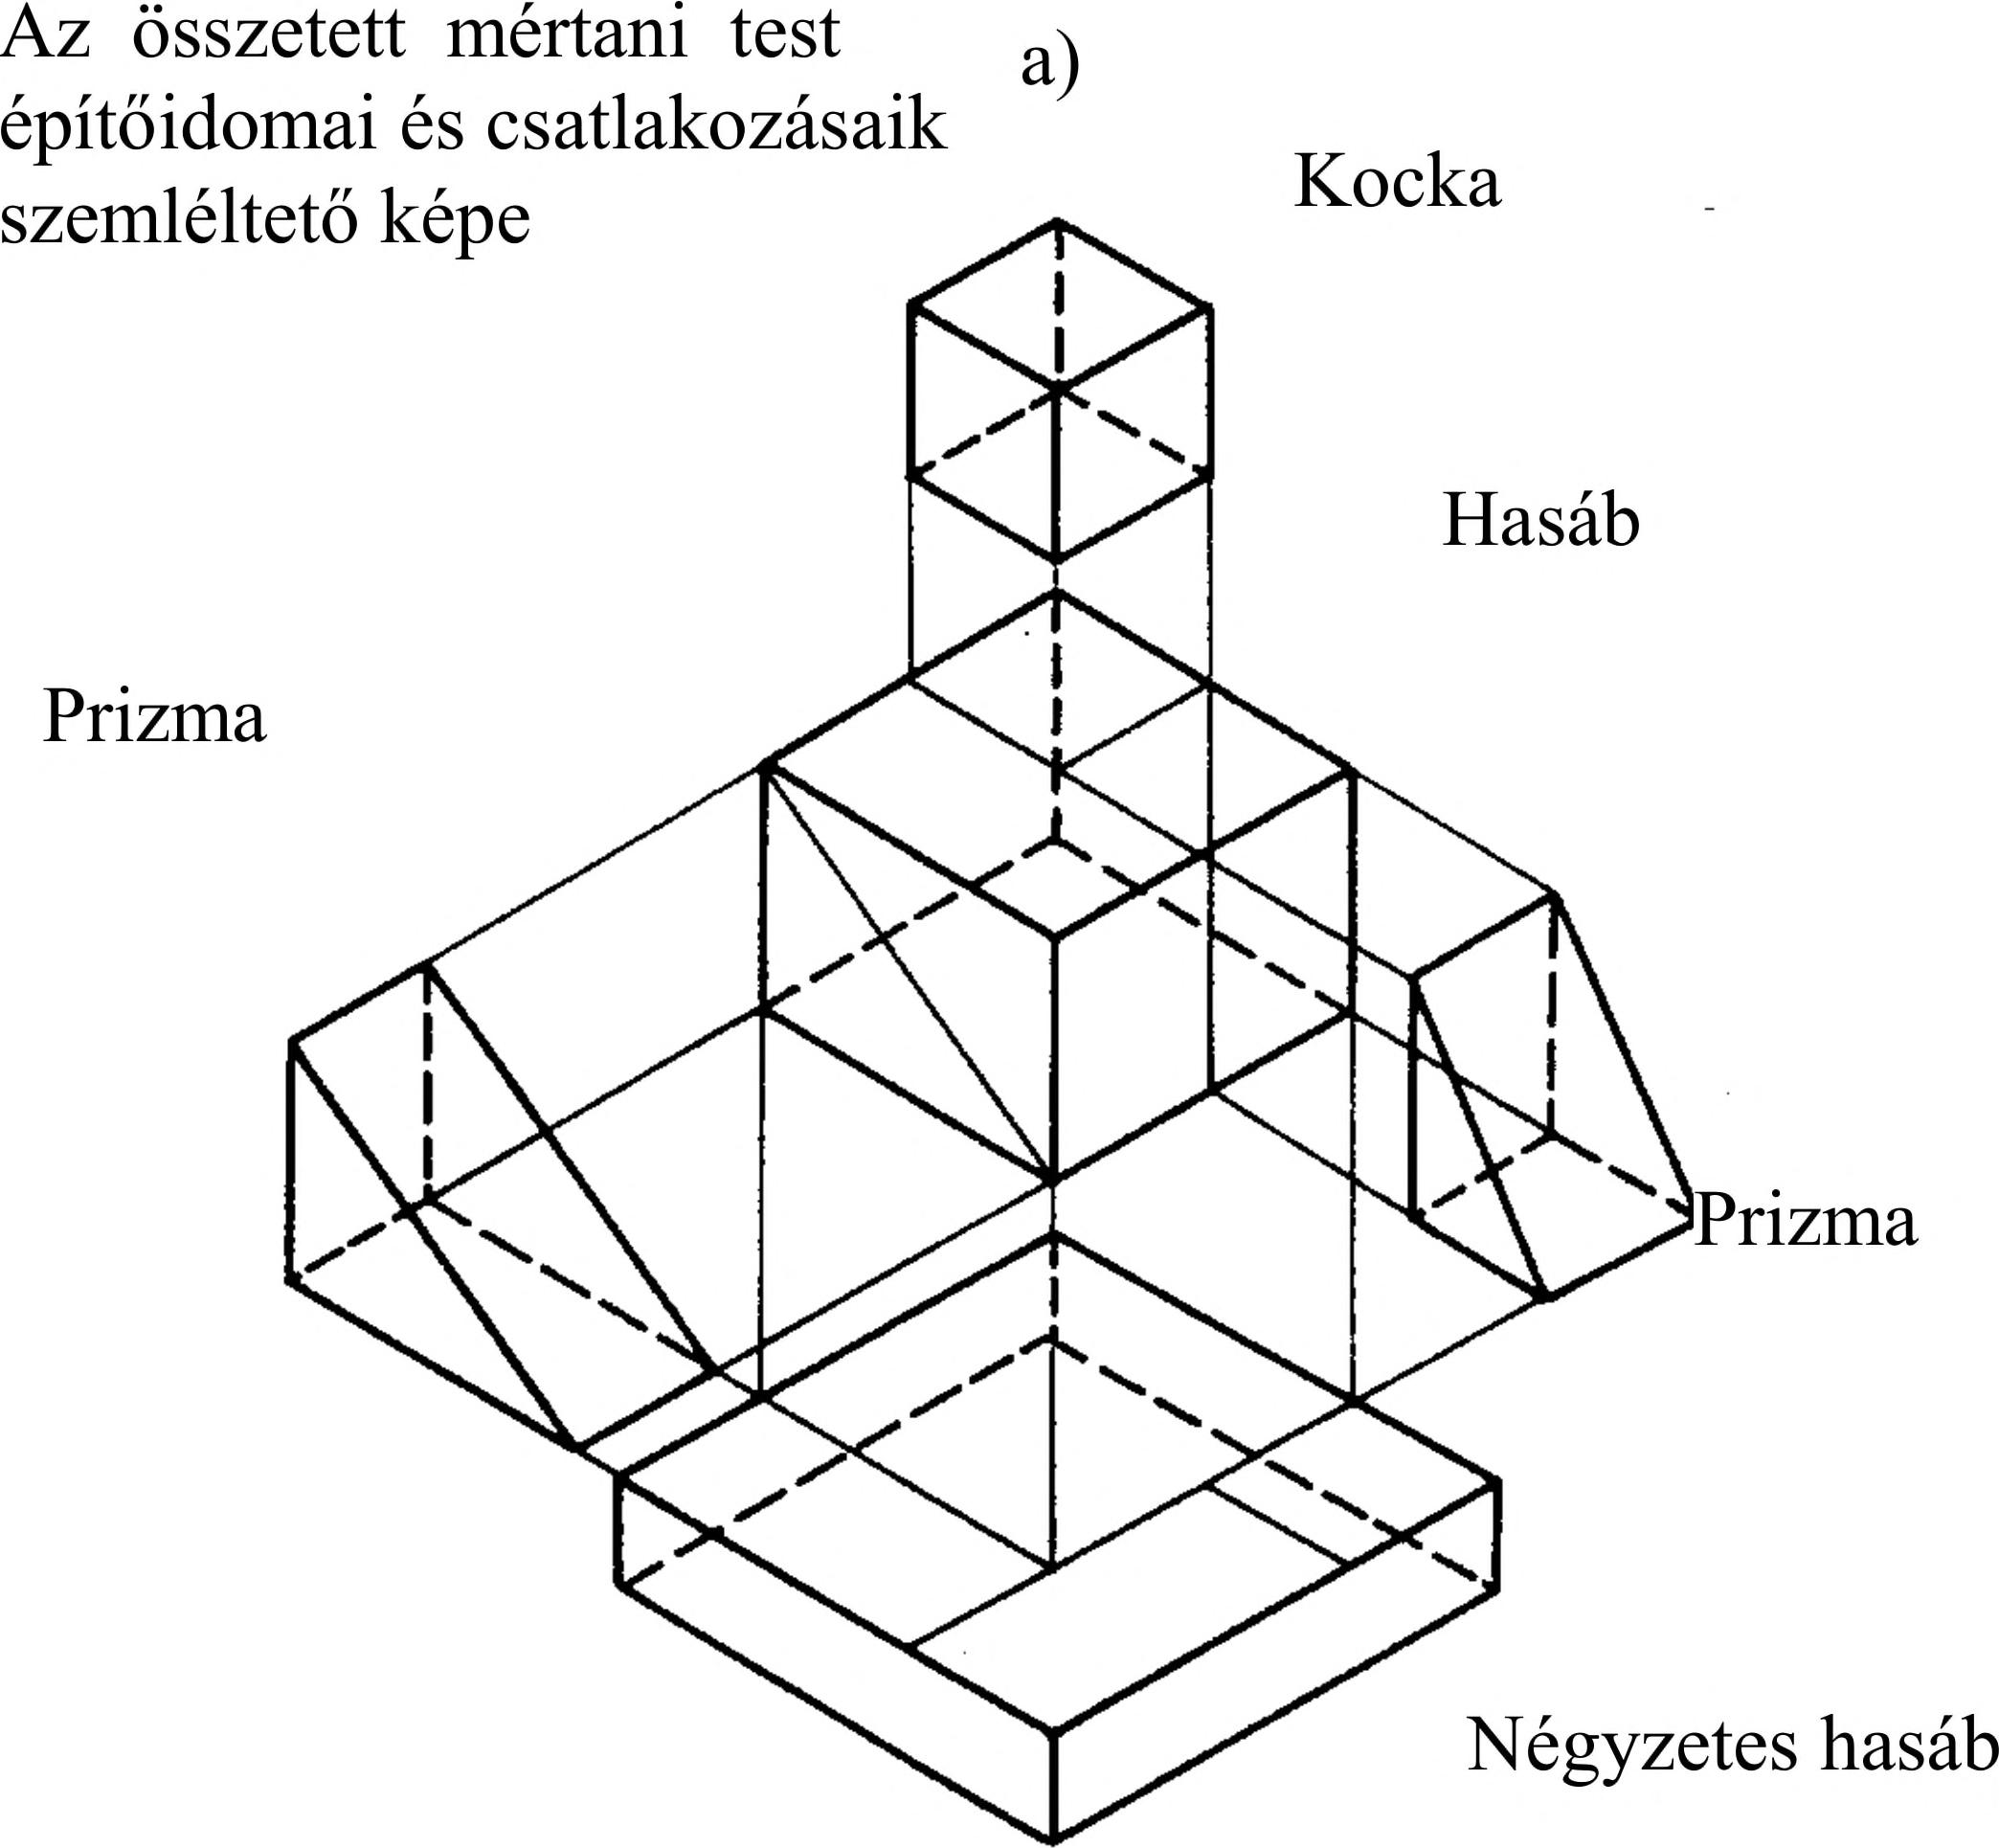 Az összetett mértani test
építőidomai és csatlakozásaik
szemléltető képe
a)
Kocka
Hasáb
Prizma
Prizma
Négyzetes hasáb